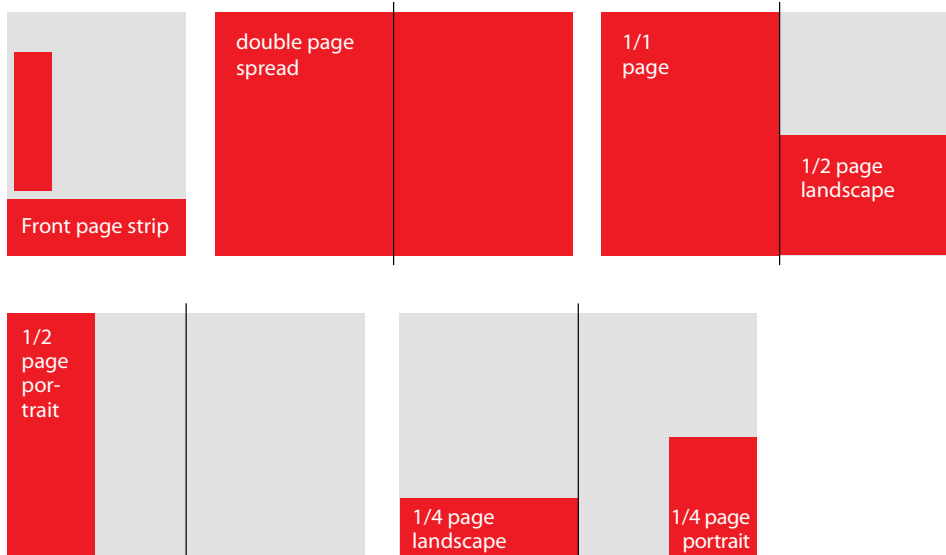 Front page strip
double page
spread
1/1
page
1/2 page
landscape
1/2
page
por-
trait
1/4 page
landscape
1/4 page
portrait